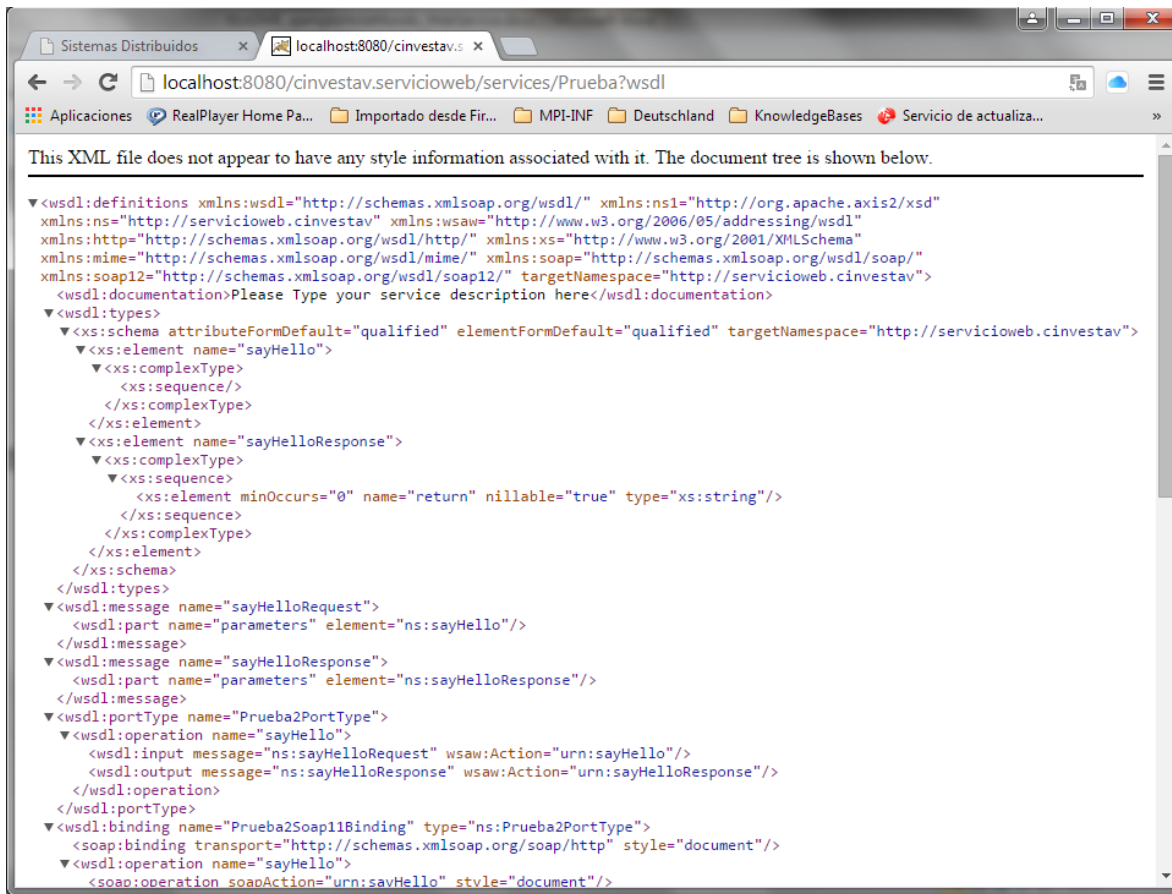 Sistemas Distribuidos
localhost:8080/cinvestav.s
localhost:8080/cinvestav.servicioweb/services/Prueba?wsdl
Aplicaciones RealPlayer Home Pa... Importado desde Fir... MPI-INF Deutschland KnowledgeBases Servicio de actualiza... »
This XML file does not appear to have any style information associated with it. The document tree is shown below.
▼<wsdl:definitions xmlns:wsdl="http://schemas.xmlsoap.org/wsdl/" xmlns:ns1="http://org.apache.axis2/xsd"
xmlns:ns="http://servicioweb.cinvestav" xmlns:wsaw="http://www.w3.org/2006/05/addressing/wsdl"
xmlns:http="http://schemas.xmlsoap.org/wsdl/http/" xmlns:xs="http://www.w3.org/2001/XMLSchema"
xmlns:mime="http://schemas.xmlsoap.org/wsdl/mime/" xmlns:soap="http://schemas.xmlsoap.org/wsdl/soap/"
xmlns:soap12="http://schemas.xmlsoap.org/wsdl/soap12/" targetNamespace="http://servicioweb.cinvestav">
<wsdl:documentation>Please Type your service description here</wsdl:documentation>
▼<wsdl:types>
▼<xs:schema attributeFormDefault="qualified" elementFormDefault="qualified" targetNamespace="http://servicioweb.cinvestav">
▼<xs:element name="sayHello">
▼<xs:complexType>
<xs:sequence/>
</xs:complexType>
</xs:element>
▼<xs:element name="sayHelloResponse">
▼<xs:complexType>
▼<xs:sequence>
<xs:element minOccurs="0" name="return" nillable="true" type="xs:string"/>
</xs:sequence>
</xs:complexType>
</xs:element>
</xs:schema>
</wsdl:types>
▼<wsdl:message name="sayHelloRequest">
<wsdl:part name="parameters" element="ns:sayHello"/>
</wsdl:message>
▼<wsdl:message name="sayHelloResponse">
<wsdl:part name="parameters" element="ns:sayHelloResponse"/>
</wsdl:message>
▼<wsdl:portType name="Prueba2PortType">
▼<wsdl:operation name="sayHello">
<wsdl:input message="ns:sayHelloRequest" wsaw:Action="urn:sayHello"/>
<wsdl:output message="ns:sayHelloResponse" wsaw:Action="urn:sayHelloResponse"/>
</wsdl:operation>
</wsdl:portType>
▼<wsdl:binding name="Prueba2Soap11Binding" type="ns:Prueba2PortType">
<soap:binding transport="http://schemas.xmlsoap.org/soap/http" style="document"/>
▼<wsdl:operation name="sayHello">
<soap:operation soapAction="urn:sayHello" style="document"/>